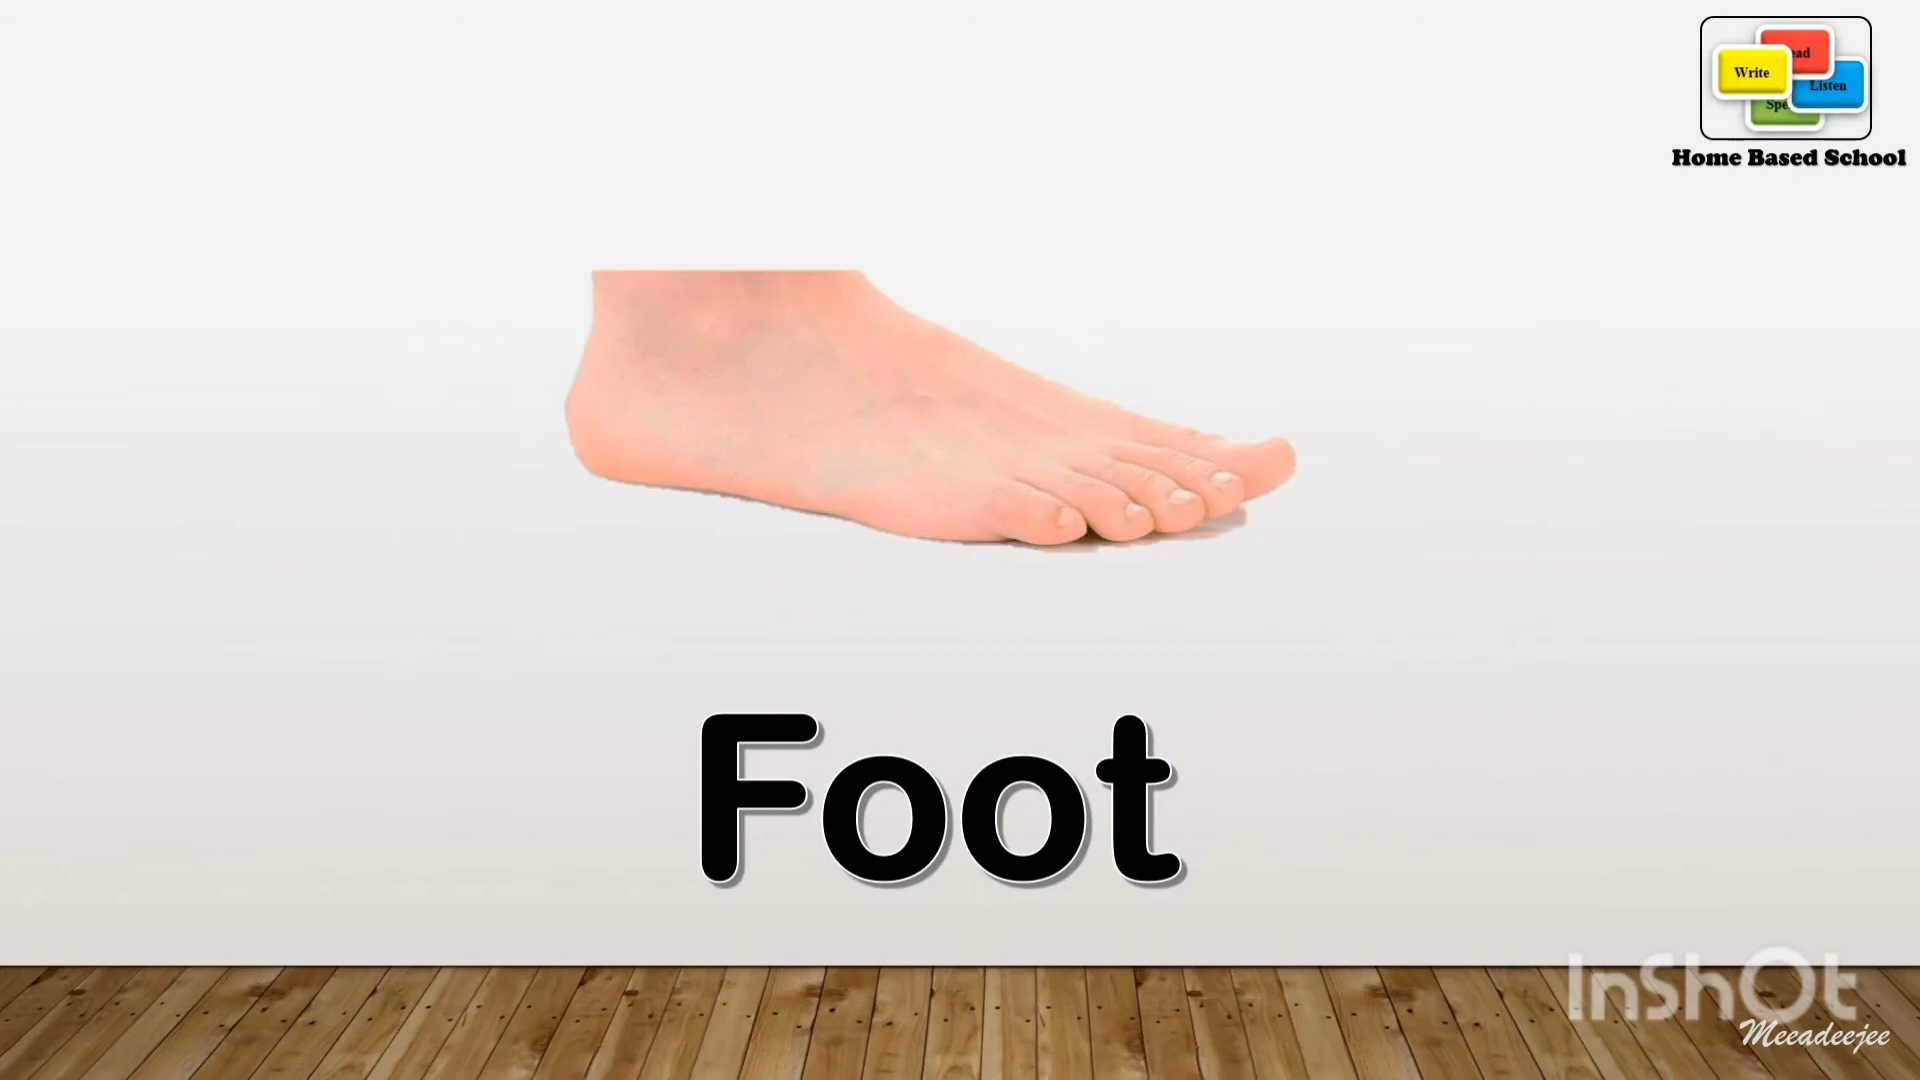 Write
Listen
Home Based School
Foot
InShOt
Meeadeejee